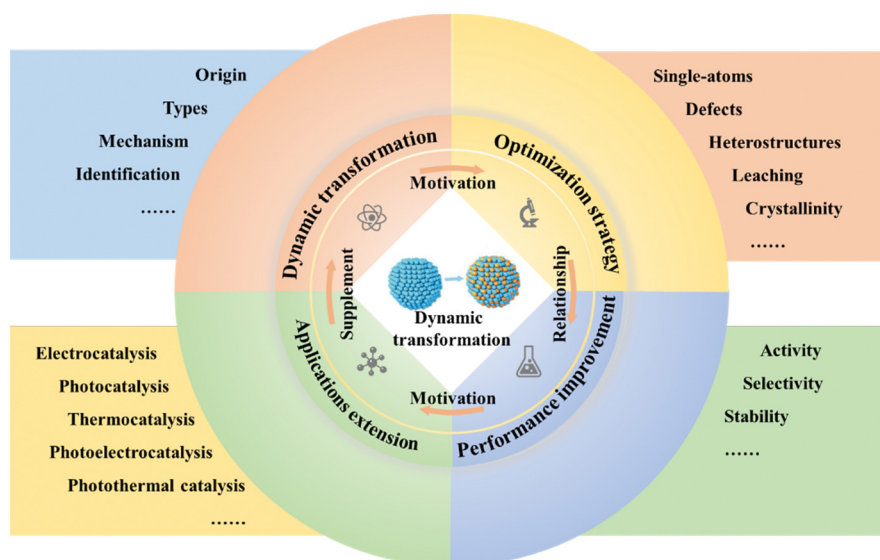 Origin
Types
Mechanism
Identification
......
Single-atoms
Defects
Heterostructures
Leaching
Crystallinity
......
Dynamic transformation
Optimization strategy
Motivation
Supplement
Relationship
Dynamic
transformation
Motivation
Applications extension
Performance improvement
Electrocatalysis
Photocatalysis
Thermocatalysis
Photoelectrocatalysis
Photothermal catalysis
......
Activity
Selectivity
Stability
......